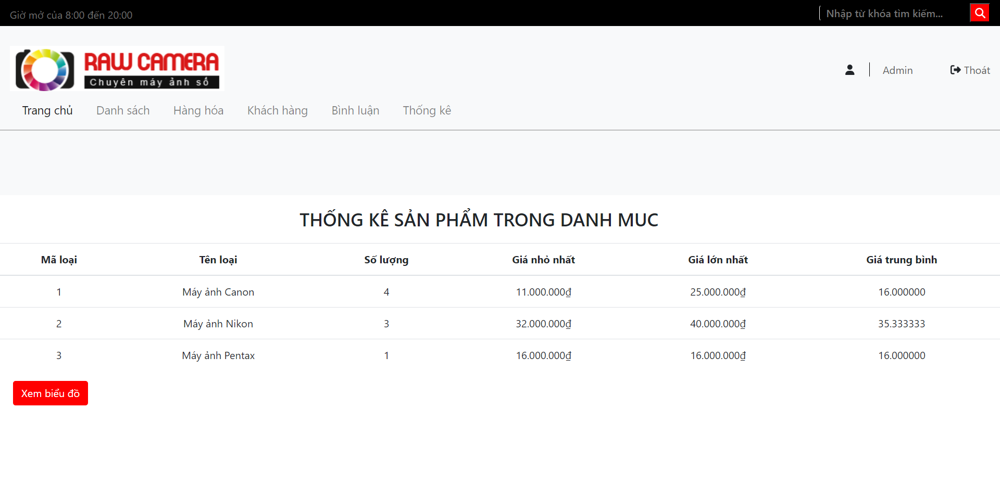 Giờ mở của 8:00 đến 20:00
Nhập từ khóa tìm kiếm...
RAW CAMERA
Chuyên máy ảnh số
Admin
Thoát
Trang chủ Danh sách Hàng hóa Khách hàng Bình luận Thống kê
THỐNG KÊ SẢN PHẨM TRONG DANH MUC
Mã loại Tên loại Số lượng Giá nhỏ nhất Giá lớn nhất Giá trung bình
1 Máy ảnh Canon 4 11.000.000₫ 25.000.000₫ 16.000000
2 Máy ảnh Nikon 3 32.000.000₫ 40.000.000₫ 35.333333
3 Máy ảnh Pentax 1 16.000.000₫ 16.000.000₫ 16.000000
Xem biểu đồ